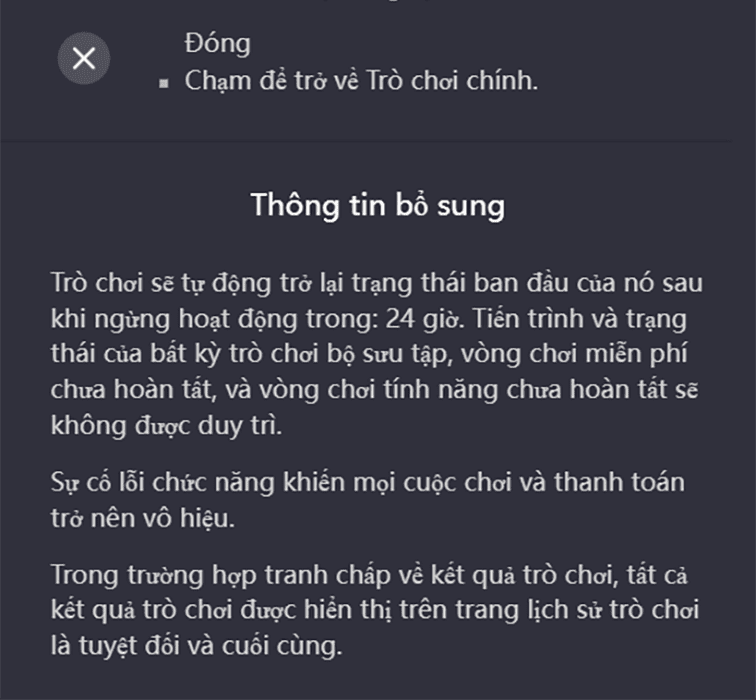 Đóng
Chạm để trở về Trò chơi chính.
Thông tin bổ sung
Trò chơi sẽ tự động trở lại trạng thái ban đầu của nó sau
khi ngừng hoạt động trong: 24 giờ. Tiến trình và trạng
thái của bất kỳ trò chơi bộ sưu tập, vòng chơi miễn phí
chưa hoàn tất, và vòng chơi tính năng chưa hoàn tất sẽ
không được duy trì.
Sự cố lỗi chức năng khiến mọi cuộc chơi và thanh toán
trở nên vô hiệu.
Trong trường hợp tranh chấp về kết quả trò chơi, tất cả
kết quả trò chơi được hiển thị trên trang lịch sử trò chơi
là tuyệt đối và cuối cùng.